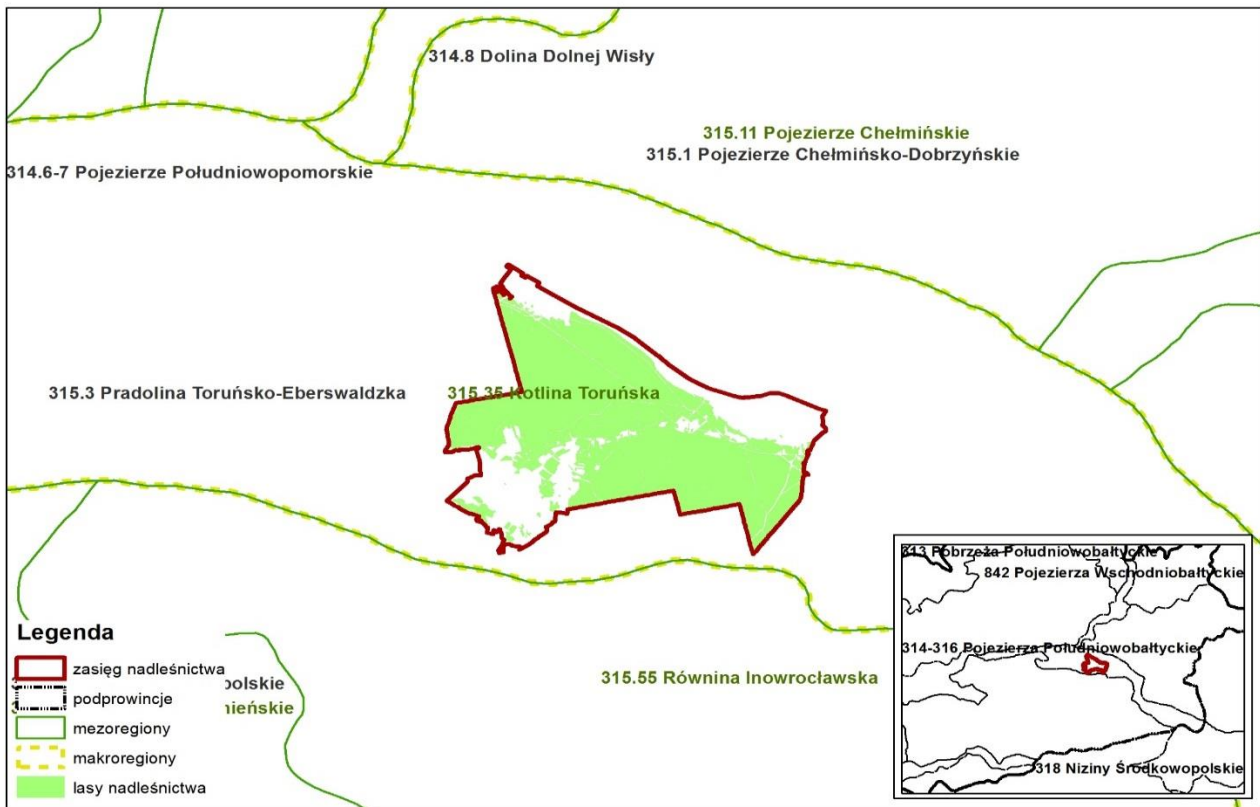 314.8 Dolina Dolnej Wisły
315.11 Pojezierze Chełmińskie
315.1 Pojezierze Chełmińsko-Dobrzyńskie
314.6-7 Pojezierze Południowopomorskie
315.3 Pradolina Toruńsko-Eberswaldzka
315.35 Kotlina Toruńska
315.55 Równina Inowrocławska
Legenda
zasięg nadleśnictwa
podprowincje
polskie
mezoregiony
nieńskie
makroregiony
lasy nadleśnictwa
313 Pobrzeża Południowobałtyckie
842 Pojezierza Wschodniobałtyckie
314-316 Pojezierza Południowobałtyckie
318 Niziny Środkowopolskie